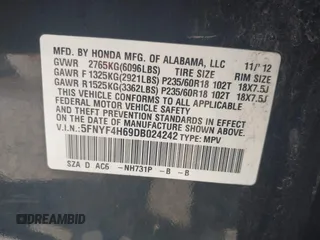 MFD. BY HONDA MFG. OF ALABAMA, LLC 11/'12
GVWR 2765KG(6096LBS) TIRE SIZE RIM SIZE
GAWR F 1325KG(2921LBS) P235/60R18 102T 18X7.5J
GAWR R 1525KG(3362LBS) P235/60R18 102T 18X7.5J
THIS VEHICLE CONFORMS TO ALL APPLICABLE FEDERAL MOTOR
VEHICLE SAFETY AND THEFT PREVENTION STANDARDS IN
EFFECT ON THE DATE OF MANUFACTURE SHOWN ABOVE.
V.I.N.:5FNYF4H69DB024242 TYPE: MPV
SZA D AC6 -NH731P -B -8
DREAMBID